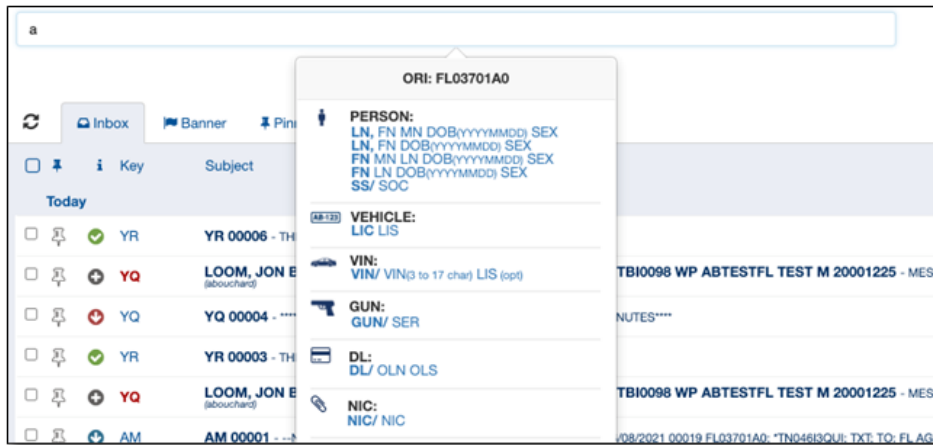 a
ORI: FL03701A0
Inbox Banner
PERSON:
LN, FN MN DOB(YYYYMMDD) SEX
LN, FN DOB(YYYYMMDD) SEX
FN MN LN DOB(YYYYMMDD) SEX
FN LN DOB(YYYYMMDD) SEX
SS/ SOC
i Key Subject
Today
AB-123 VEHICLE:
LIC LIS
YR YR 00006 -
VIN:
VIN/ VIN(3 to 17 char) LIS (opt)
YQ LOOM, JON TBI0098 WP ABTESTFL TEST M 20001225 - MES
(abouchard)
GUN:
GUN/ SER
YQ YQ 00004 - **** NUTES****
DL:
DL/ OLN OLS
YR YR 00003 -
YQ LOOM, JON TBI0098 WP ABTESTFL TEST M 20001225 - MES
(abouchard)
NIC:
NIC/ NIC
AM AM 00001 - /08/2021 00019 FL03701A0: *TN046I3QUI: TXT: TO: FL AG